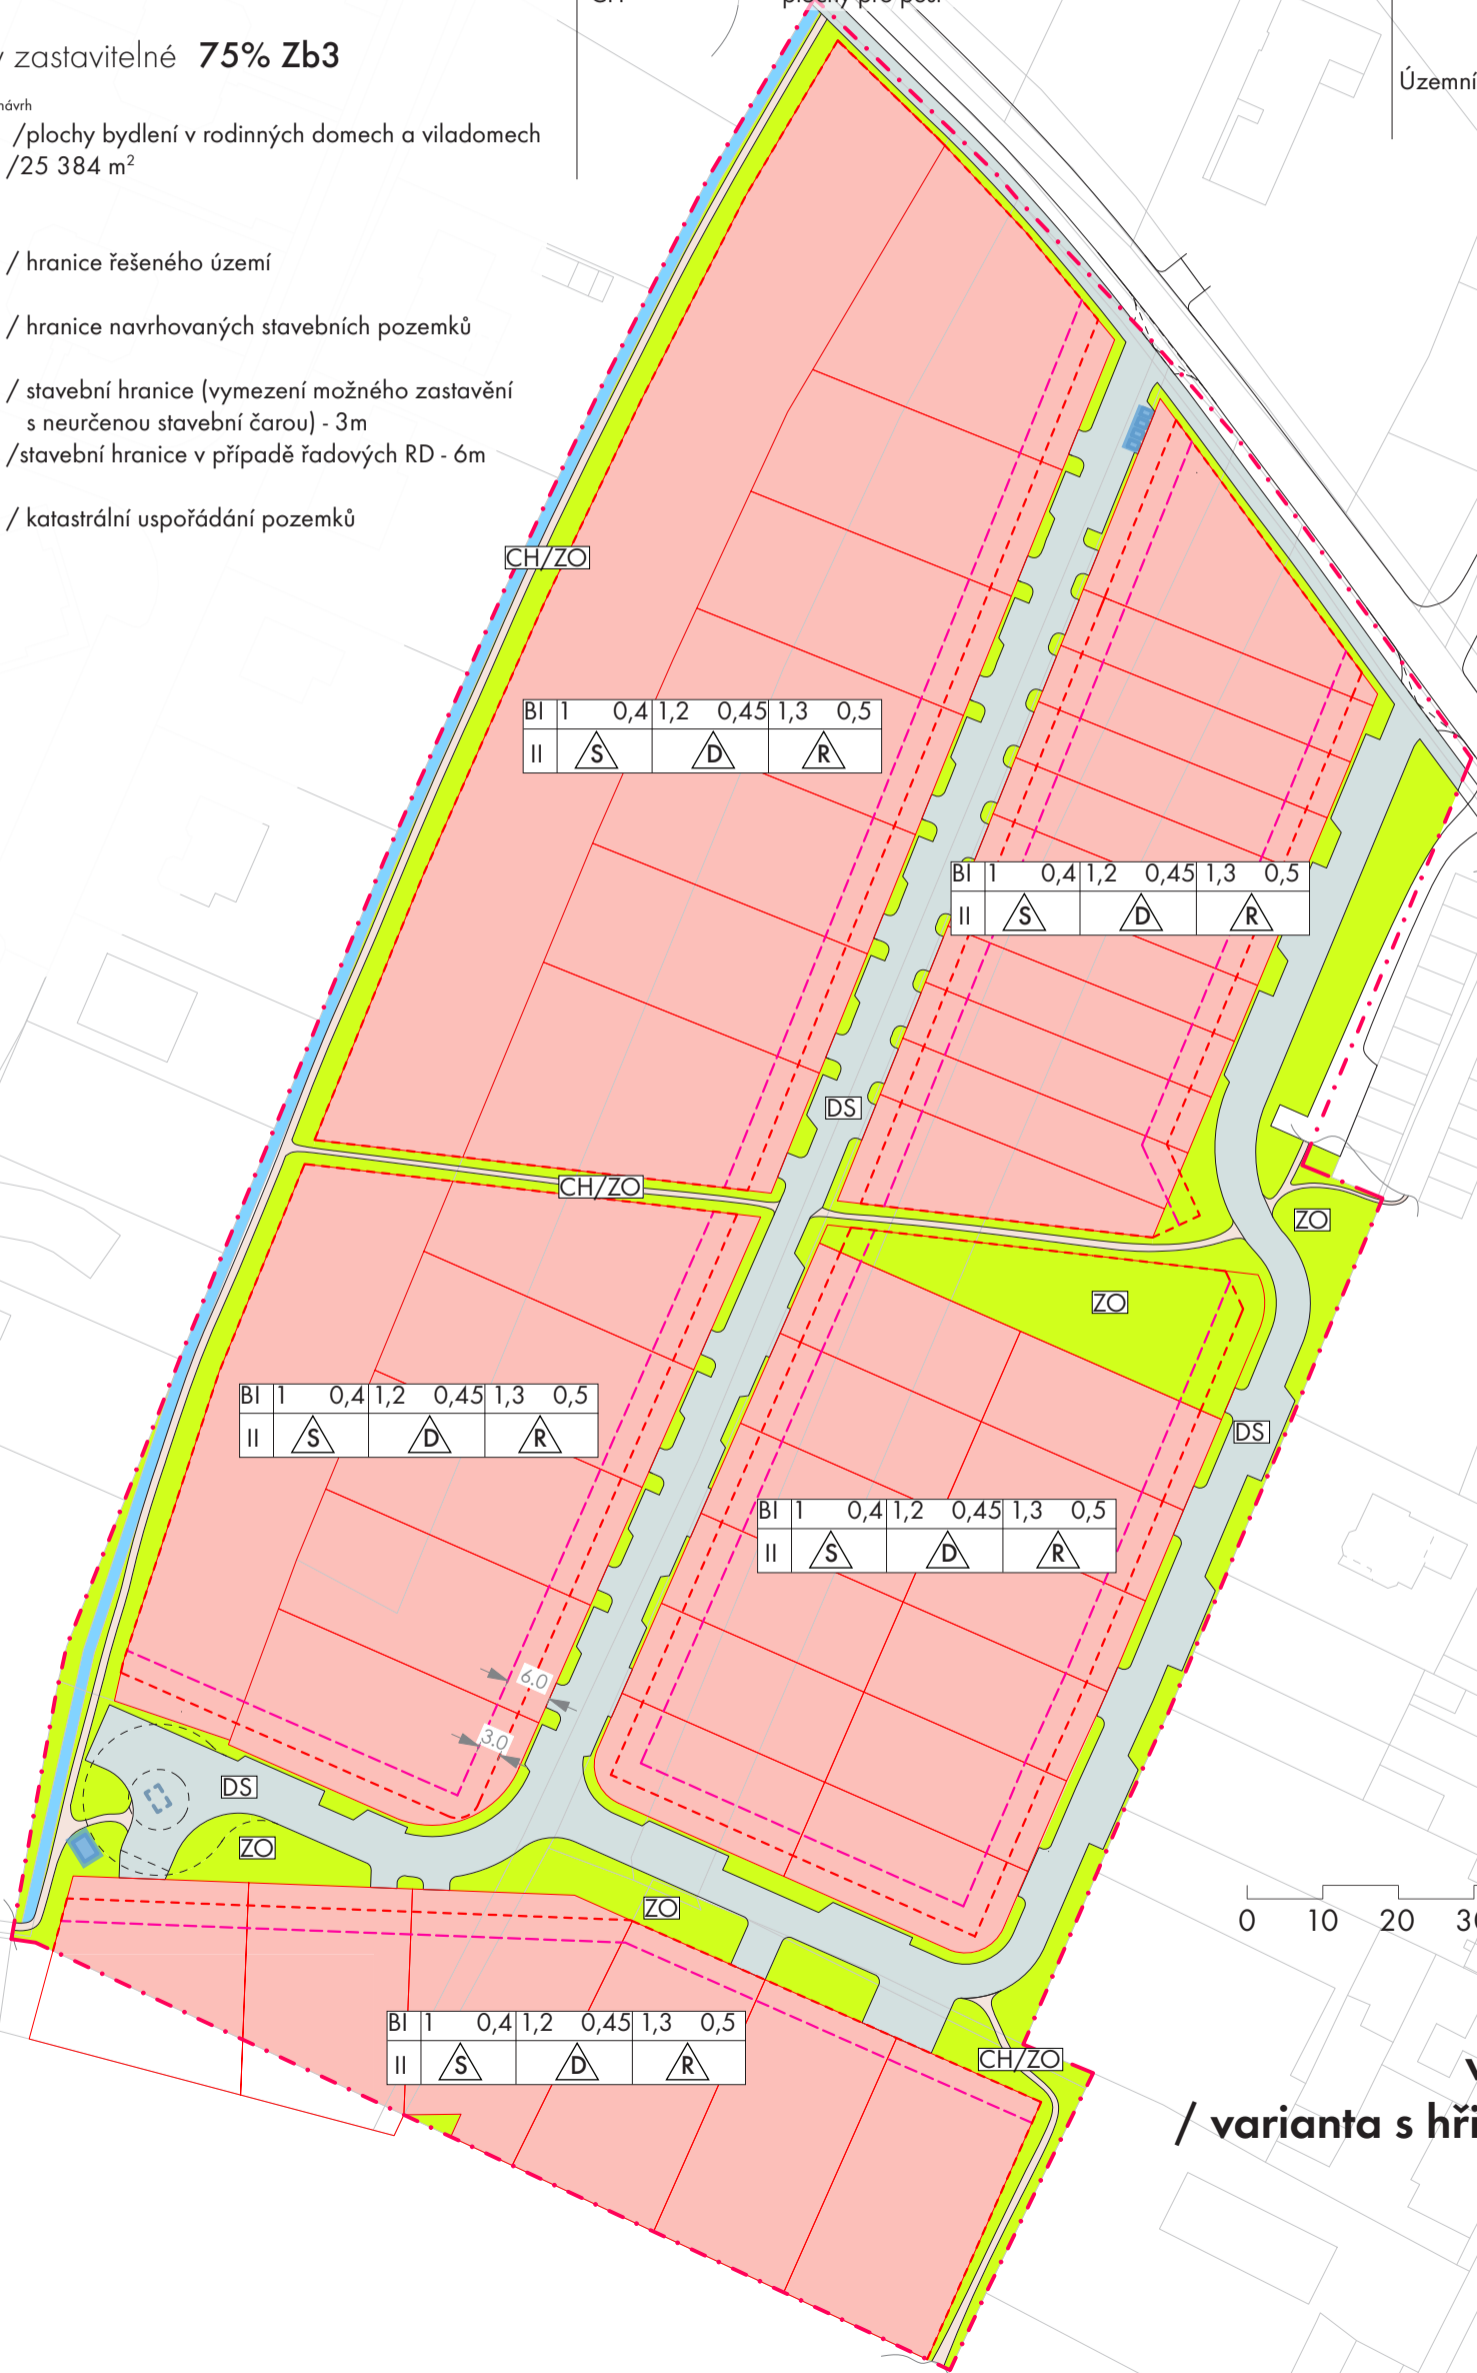 zastavitelné 75% Zb3
návrh
/plochy bydlení v rodinných domech a viladomech
/25 384 m²
/ hranice řešeného území
/ hranice navrhovaných stavebních pozemků
/ stavební hranice (vymezení možného zastavění
s neurčenou stavební čarou) - 3m
/stavební hranice v případě řadových RD - 6m
/ katastrální uspořádání pozemků
Územní
CH/ZO
BI 1 0,4 1,2 0,45 1,3 0,5
II S D R
BI 1 0,4 1,2 0,45 1,3 0,5
II S D R
DS
CH/ZO
ZO
ZO
BI 1 0,4 1,2 0,45 1,3 0,5
II S D R
DS
BI 1 0,4 1,2 0,45 1,3 0,5
II S D R
6.0
3.0
DS
ZO
ZO
0 10 20
BI 1 0,4 1,2 0,45 1,3 0,5
II S D R
CH/ZO
/ varianta s hři